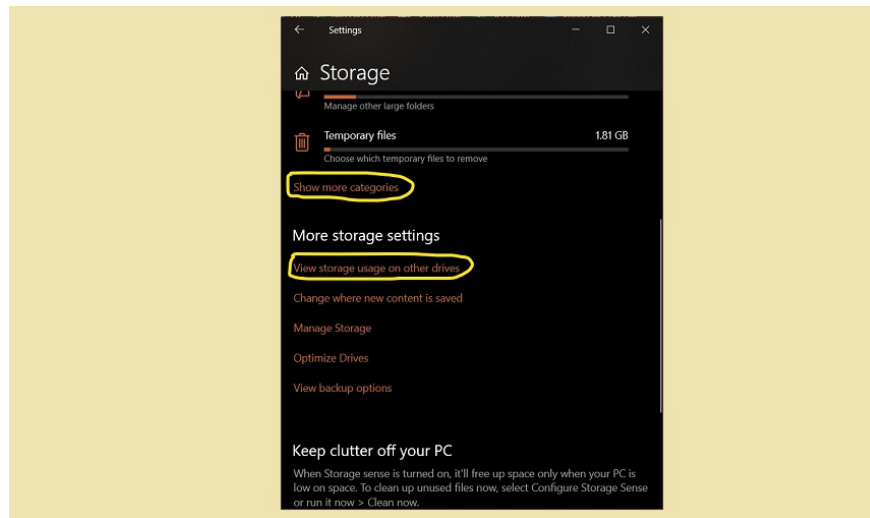 Settings
Storage
Manage other large folders
Temporary files 1.81 GB
Choose which temporary files to remove
Show more categories
More storage settings
View storage usage on other drives
Change where new content is saved
Manage Storage
Optimize Drives
View backup options
Keep clutter off your PC
When Storage sense is turned on, it'll free up space only when your PC is
low on space. To clean up unused files now, select Configure Storage Sense
or run it now > Clean now.